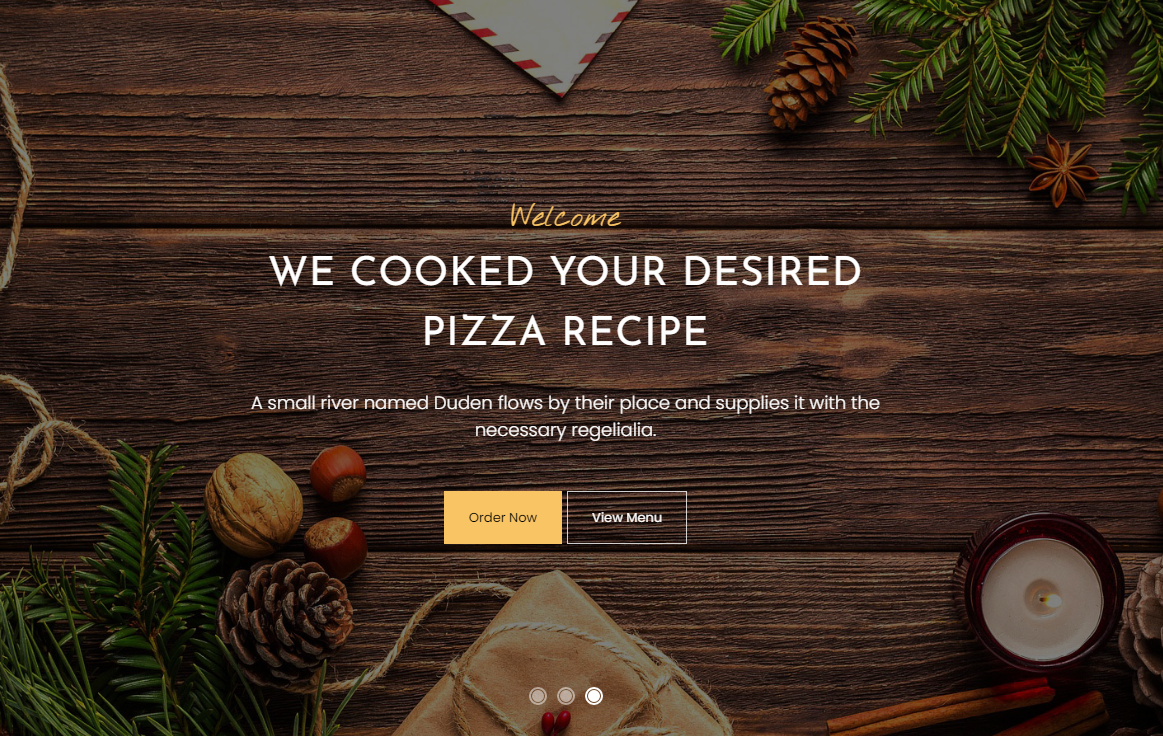 Welcome
WE COOKED YOUR DESIRED
PIZZA RECIPE
A small river named Duden flows by their place and supplies it with the
necessary regelialia.
Order Now View Menu